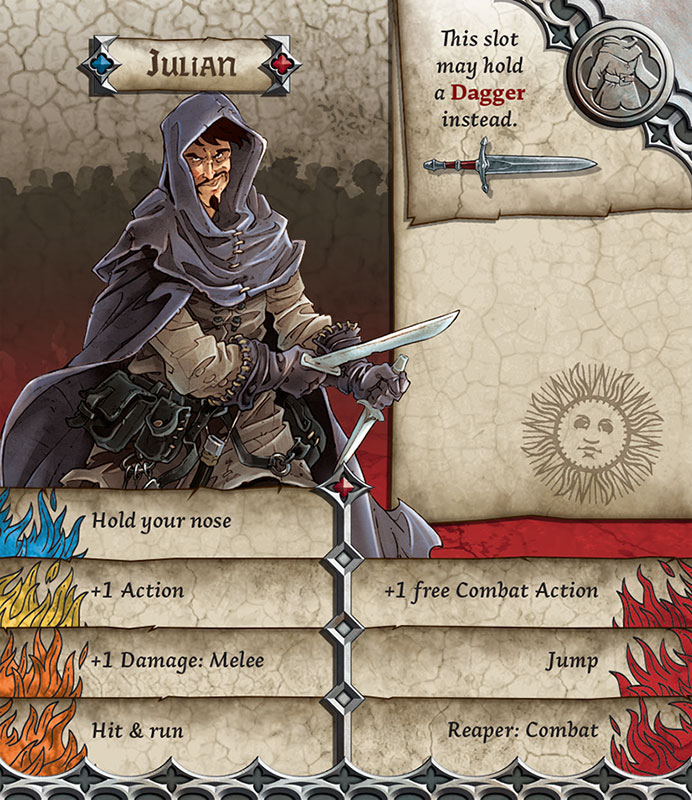 Julian
This slot
may hold
a Dagger
instead.
Hold your nose
+1 Action
+1 free Combat Action
+1 Damage: Melee
Jump
Hit & run
Reaper: Combat